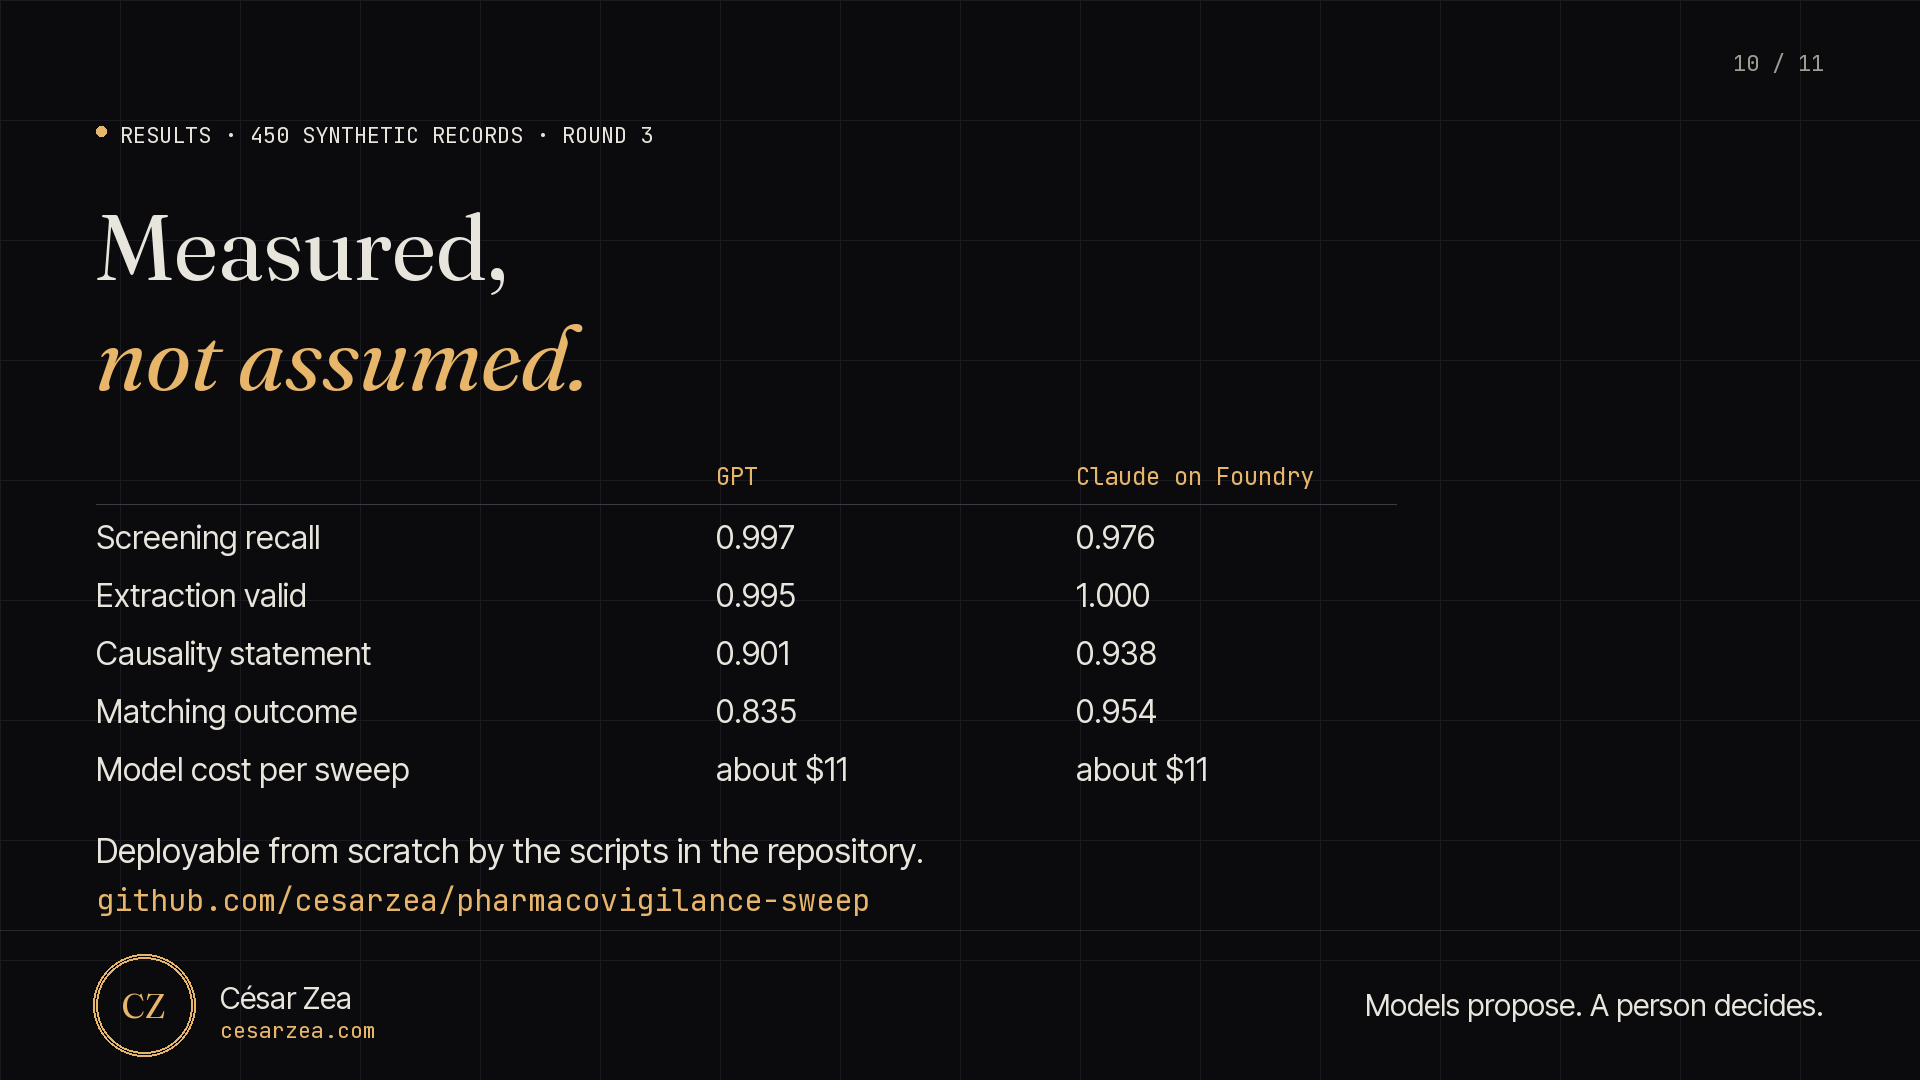 10 / 11
RESULTS · 450 SYNTHETIC RECORDS · ROUND 3
Measured,
not assumed.
GPT Claude on Foundry
Screening recall 0.997 0.976
Extraction valid 0.995 1.000
Causality statement 0.901 0.938
Matching outcome 0.835 0.954
Model cost per sweep about $11 about $11
Deployable from scratch by the scripts in the repository.
github.com/cesarzea/pharmacovigilance-sweep
CZ
César Zea
cesarzea.com
Models propose. A person decides.